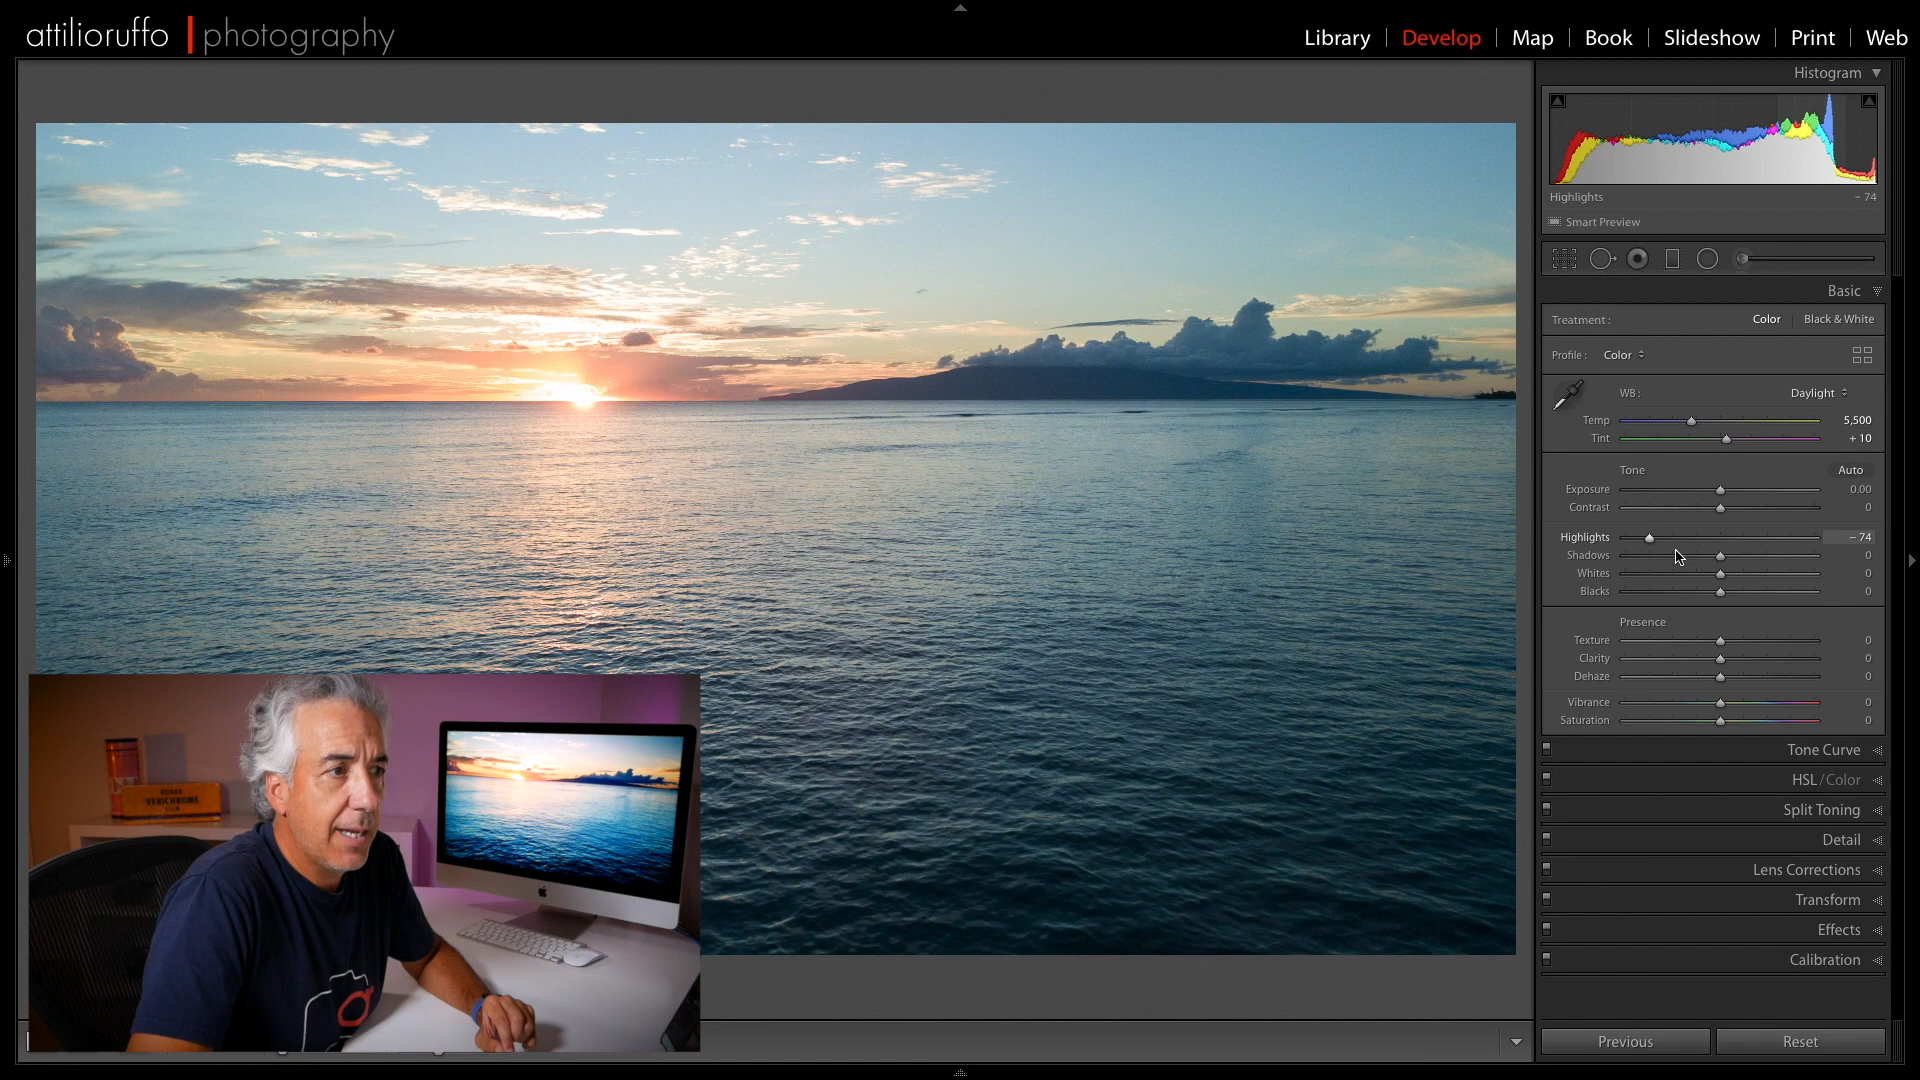 attilioruffo | photography
Library | Develop | Map | Book | Slideshow | Print | Web
Histogram
Highlights - 74
Smart Preview
Basic
Treatment : Color | Black & White
Profile : Color
WB : Daylight
Temp 5,500
Tint + 10
Tone Auto
Exposure 0.00
Contrast 0
Highlights - 74
Shadows 0
Whites 0
Blacks 0
Presence
Texture 0
Clarity 0
Dehaze 0
Vibrance 0
Saturation 0
Tone Curve
HSL / Color
Split Toning
Detail
Lens Corrections
Transform
Effects
Calibration
Previous Reset
KODAK
VERICHROME
FILM